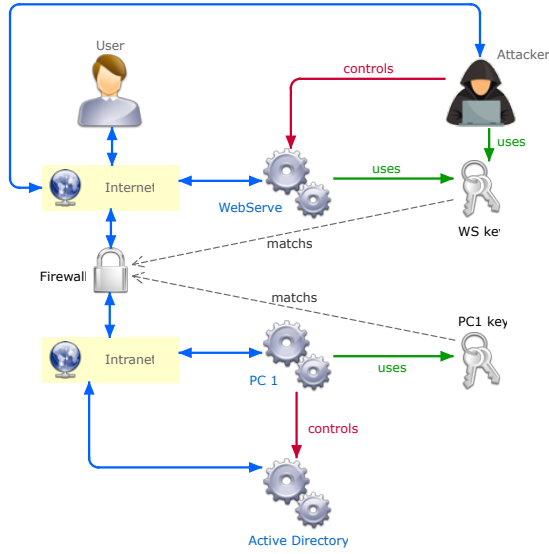 User
Attacker
controls
uses
Internet
uses
WebServe
WS key
matchs
Firewall
matchs
PC1 key
Intranet
PC 1
uses
controls
Active Directory